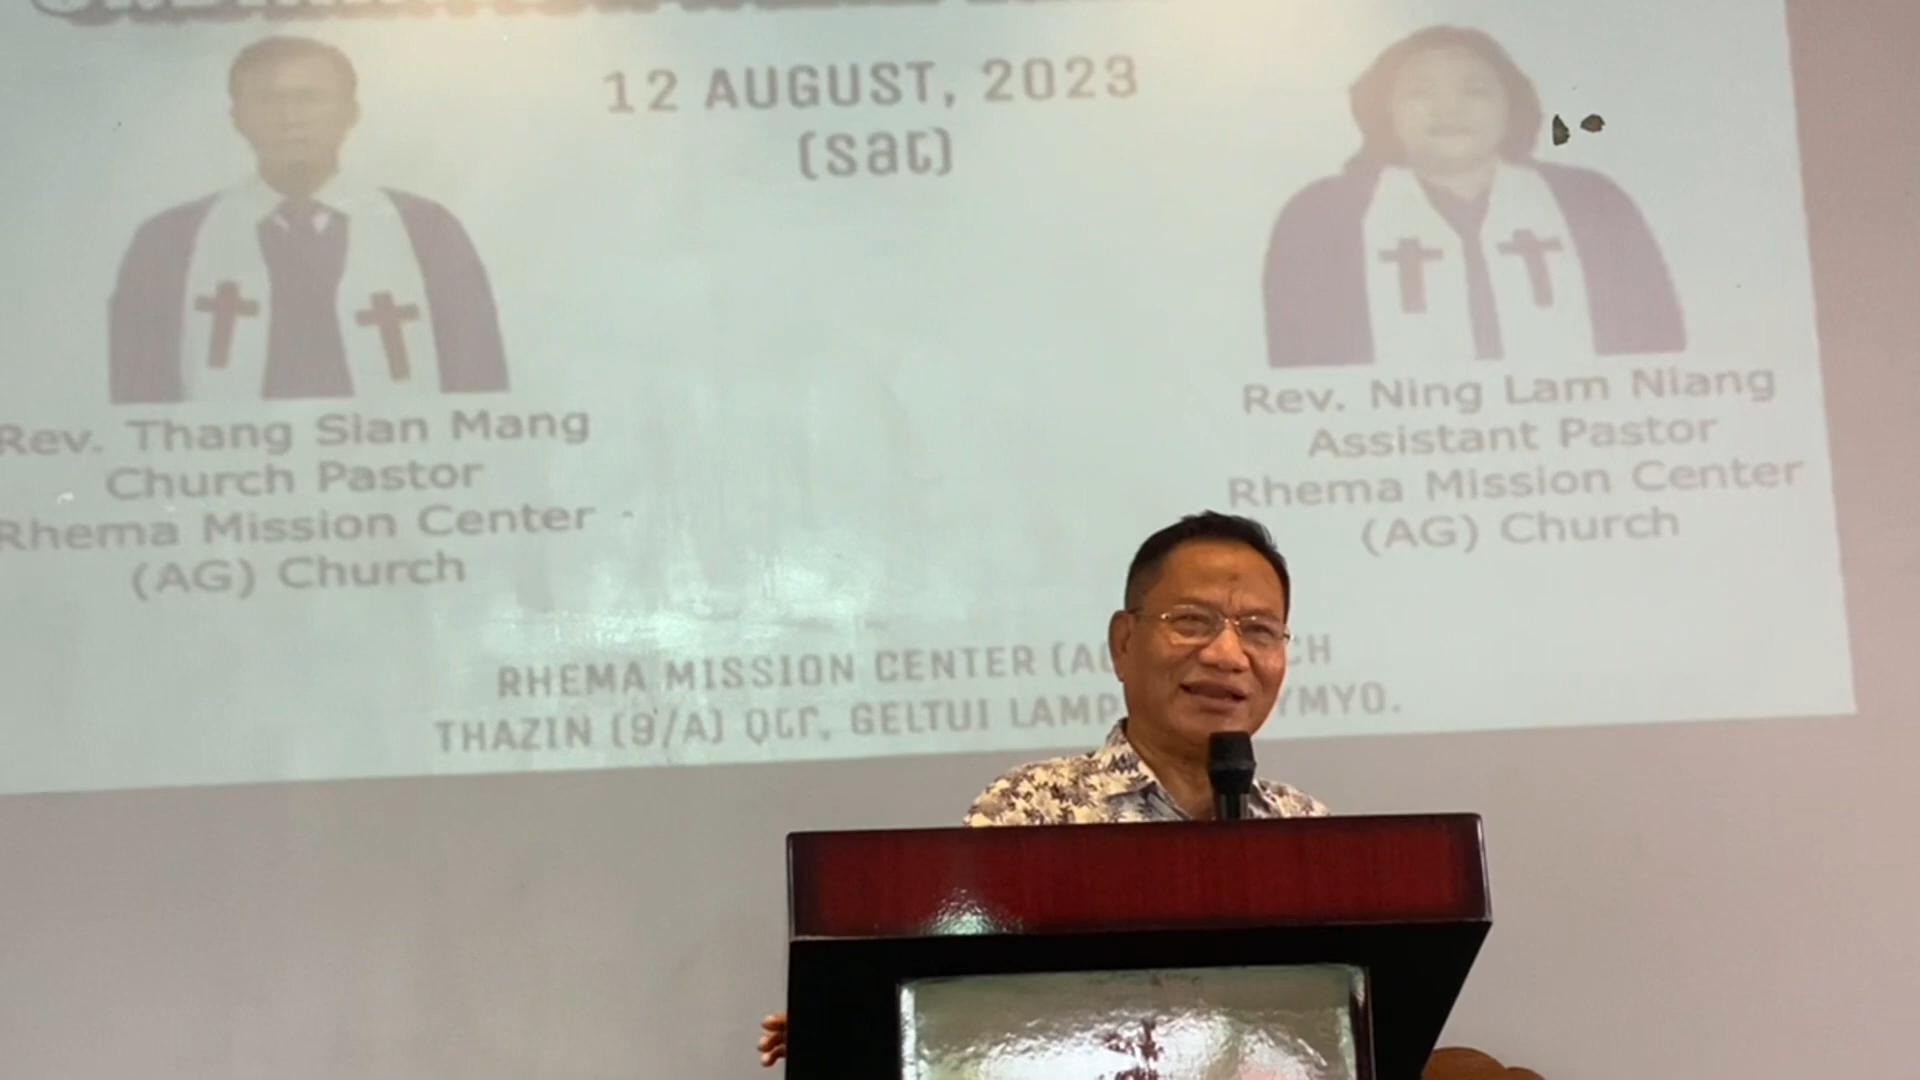 12 AUGUST, 2023
(sat)
Rev. Thang Sian Mang
Church Pastor
Rhema Mission Center
(AG) Church
Rev. Ning Lam Niang
Assistant Pastor
Rhema Mission Center
(AG) Church
RHEMA MISSION CENTER
THAZIN (9/A) Qtr, GELTUI